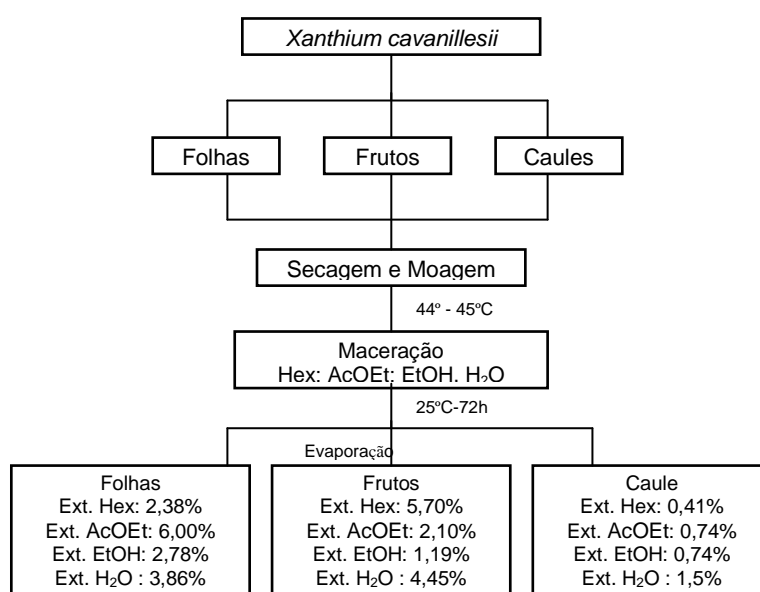 Xanthium cavanillesii
Folhas
Frutos
Caules
Secagem e Moagem
44º - 45ºC
Maceração
Hex: AcOEt: EtOH. H₂O
25ºC-72h
Evaporação
Folhas
Ext. Hex: 2,38%
Ext. AcOEt: 6,00%
Ext. EtOH: 2,78%
Ext. H₂O : 3,86%
Frutos
Ext. Hex: 5,70%
Ext. AcOEt: 2,10%
Ext. EtOH: 1,19%
Ext. H₂O : 4,45%
Caule
Ext. Hex: 0,41%
Ext. AcOEt: 0,74%
Ext. EtOH: 0,74%
Ext. H₂O : 1,5%